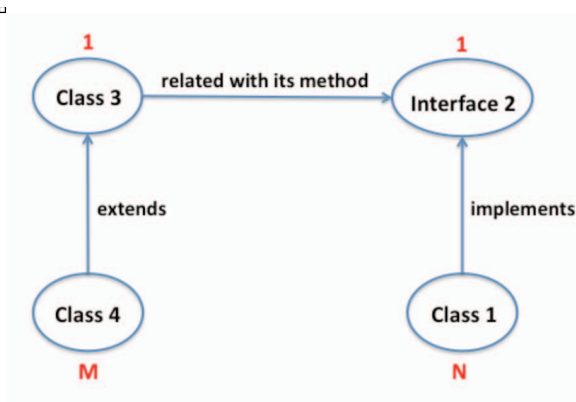 1
1
Class 3
related with its method
Interface 2
extends
implements
Class 4
Class 1
M
N